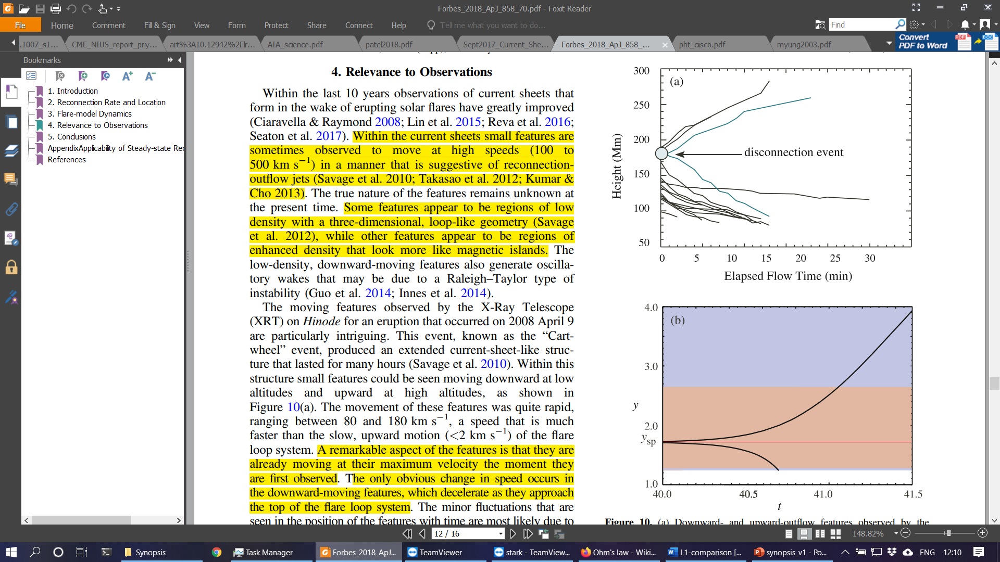 Forbes_2018_ApJ_858_70.pdf - Foxit Reader
File Home Comment Fill & Sign View Form Protect Share Connect Help Tell me what you want to do... Find
.1007_s1... CME_NIUS_report_priy... art%3A10.12942%2Flr... AIA_science.pdf patel2018.pdf Sept2017_Current_She... Forbes_2018_ApJ_858_... pht_ciisco.pdf myung2003.pdf
Convert
PDF to Word
Bookmarks
1. Introduction
2. Reconnection Rate and Location
3. Flare-model Dynamics
4. Relevance to Observations
5. Conclusions
AppendixApplicability of Steady-state Rec
References
4. Relevance to Observations
Within the last 10 years observations of current sheets that
form in the wake of erupting solar flares have greatly improved
(Ciaravella & Raymond 2008; Lin et al. 2015; Reva et al. 2016;
Seaton et al. 2017). Within the current sheets small features are
sometimes observed to move at high speeds (100 to
500 km s⁻¹) in a manner that is suggestive of reconnection-
outflow jets (Savage et al. 2010; Takasao et al. 2012; Kumar &
Cho 2013). The true nature of the features remains unknown at
the present time. Some features appear to be regions of low
density with a three-dimensional, loop-like geometry (Savage
et al. 2012), while other features appear to be regions of
enhanced density that look more like magnetic islands. The
low-density, downward-moving features also generate oscilla-
tory wakes that may be due to a Raleigh–Taylor type of
instability (Guo et al. 2014; Innes et al. 2014).
The moving features observed by the X-Ray Telescope
(XRT) on Hinode for an eruption that occurred on 2008 April 9
are particularly intriguing. This event, known as the “Cart-
wheel” event, produced an extended current-sheet-like struc-
ture that lasted for many hours (Savage et al. 2010). Within this
structure small features could be seen moving downward at low
altitudes and upward at high altitudes, as shown in
Figure 10(a). The movement of these features was quite rapid,
ranging between 80 and 180 km s⁻¹, a speed that is much
faster than the slow, upward motion (<2 km s⁻¹) of the flare
loop system. A remarkable aspect of the features is that they are
already moving at their maximum velocity the moment they
are first observed. The only obvious change in speed occurs in
the downward-moving features, which decelerate as they approach
the top of the flare loop system. The minor fluctuations that are
seen in the position of the features with time are most likely due to
300
(a)
250
200
disconnection event
150
100
50
Height (Mm)
0 5 10 15 20 25 30
Elapsed Flow Time (min)
4.0
(b)
3.0
y
2.0
ysp
1.0
40.0 40.5 41.0 41.5
t
Figure 10. (a) Downward- and upward-outflow features observed by the
12 / 16
148.82%
Synopsis Task Manager Forbes_2018_ApJ... TeamViewer stark - TeamView... Ohm's law - Wiki... L1-comparison [... synopsis_v1 - Po... ENG 12:10